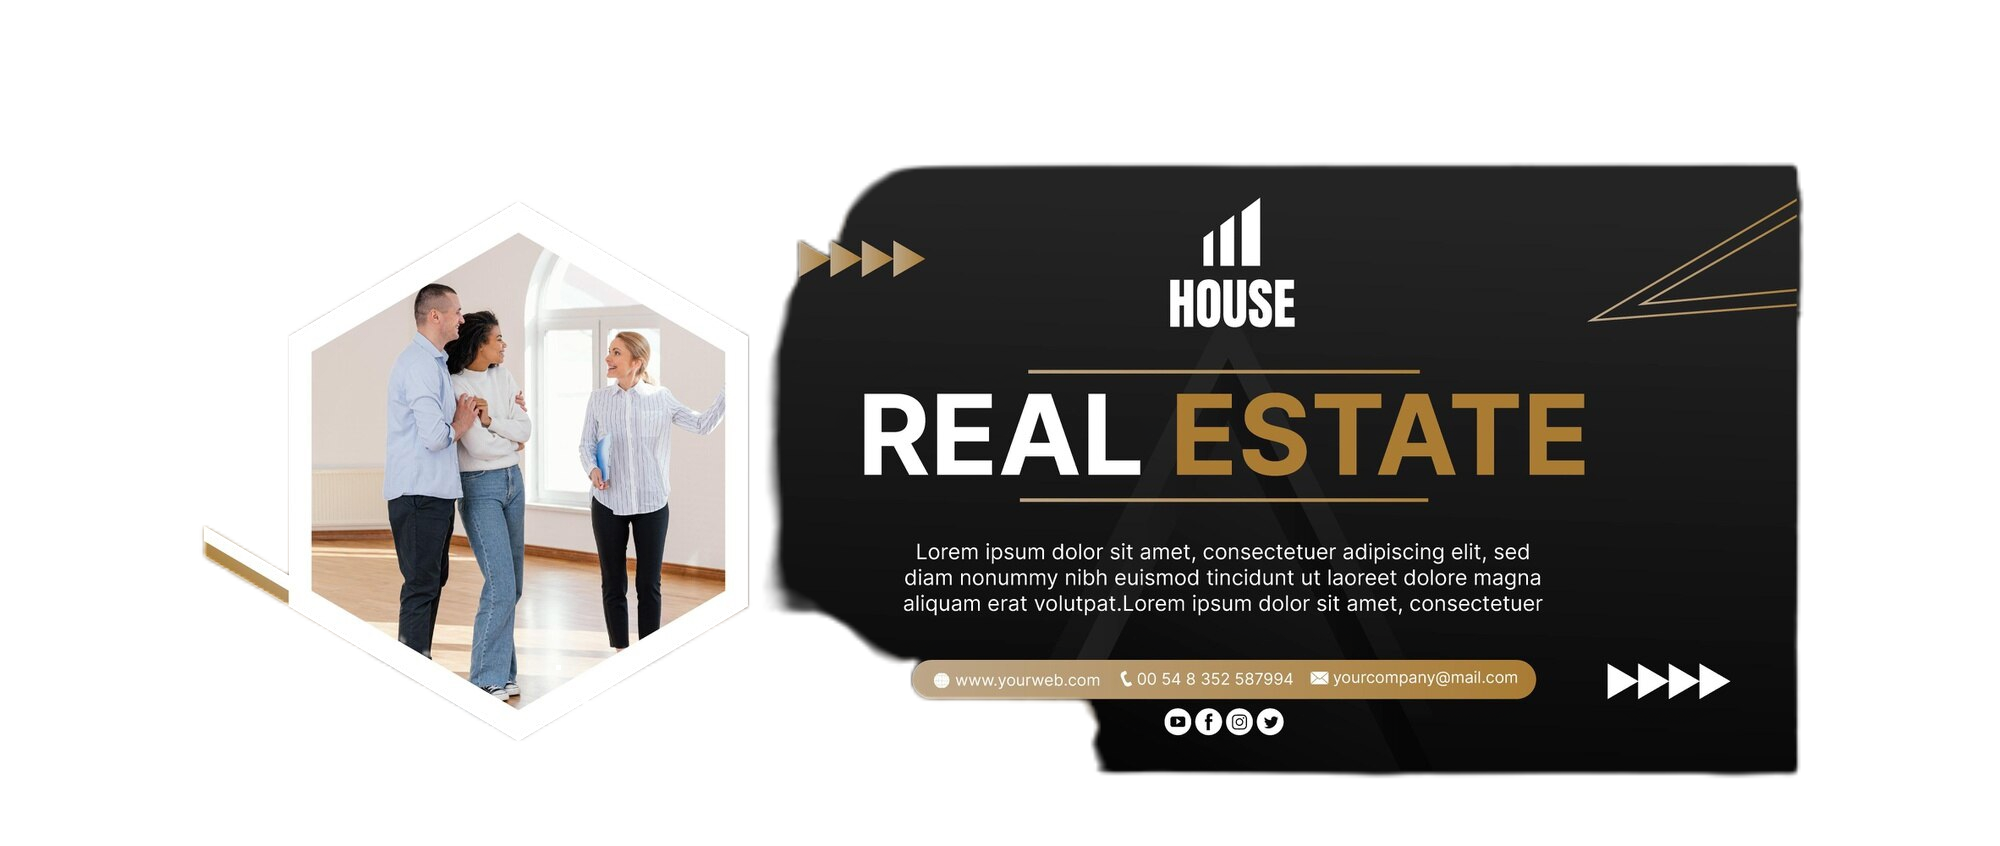 HOUSE
REAL ESTATE
Lorem ipsum dolor sit amet, consectetuer adipiscing elit, sed
diam nonummy nibh euismod tincidunt ut laoreet dolore magna
aliquam erat volutpat.Lorem ipsum dolor sit amet, consectetuer
www.yourweb.com 00 54 8 352 587994 yourcompany@mail.com